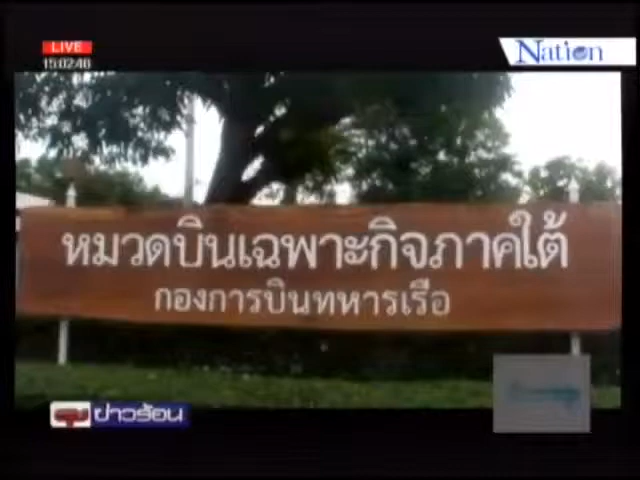 LIVE
15:02:48
Nation
หมวดบินเฉพาะกิจภาคใต้
กองการบินทหารเรือ
ข่าวร้อน